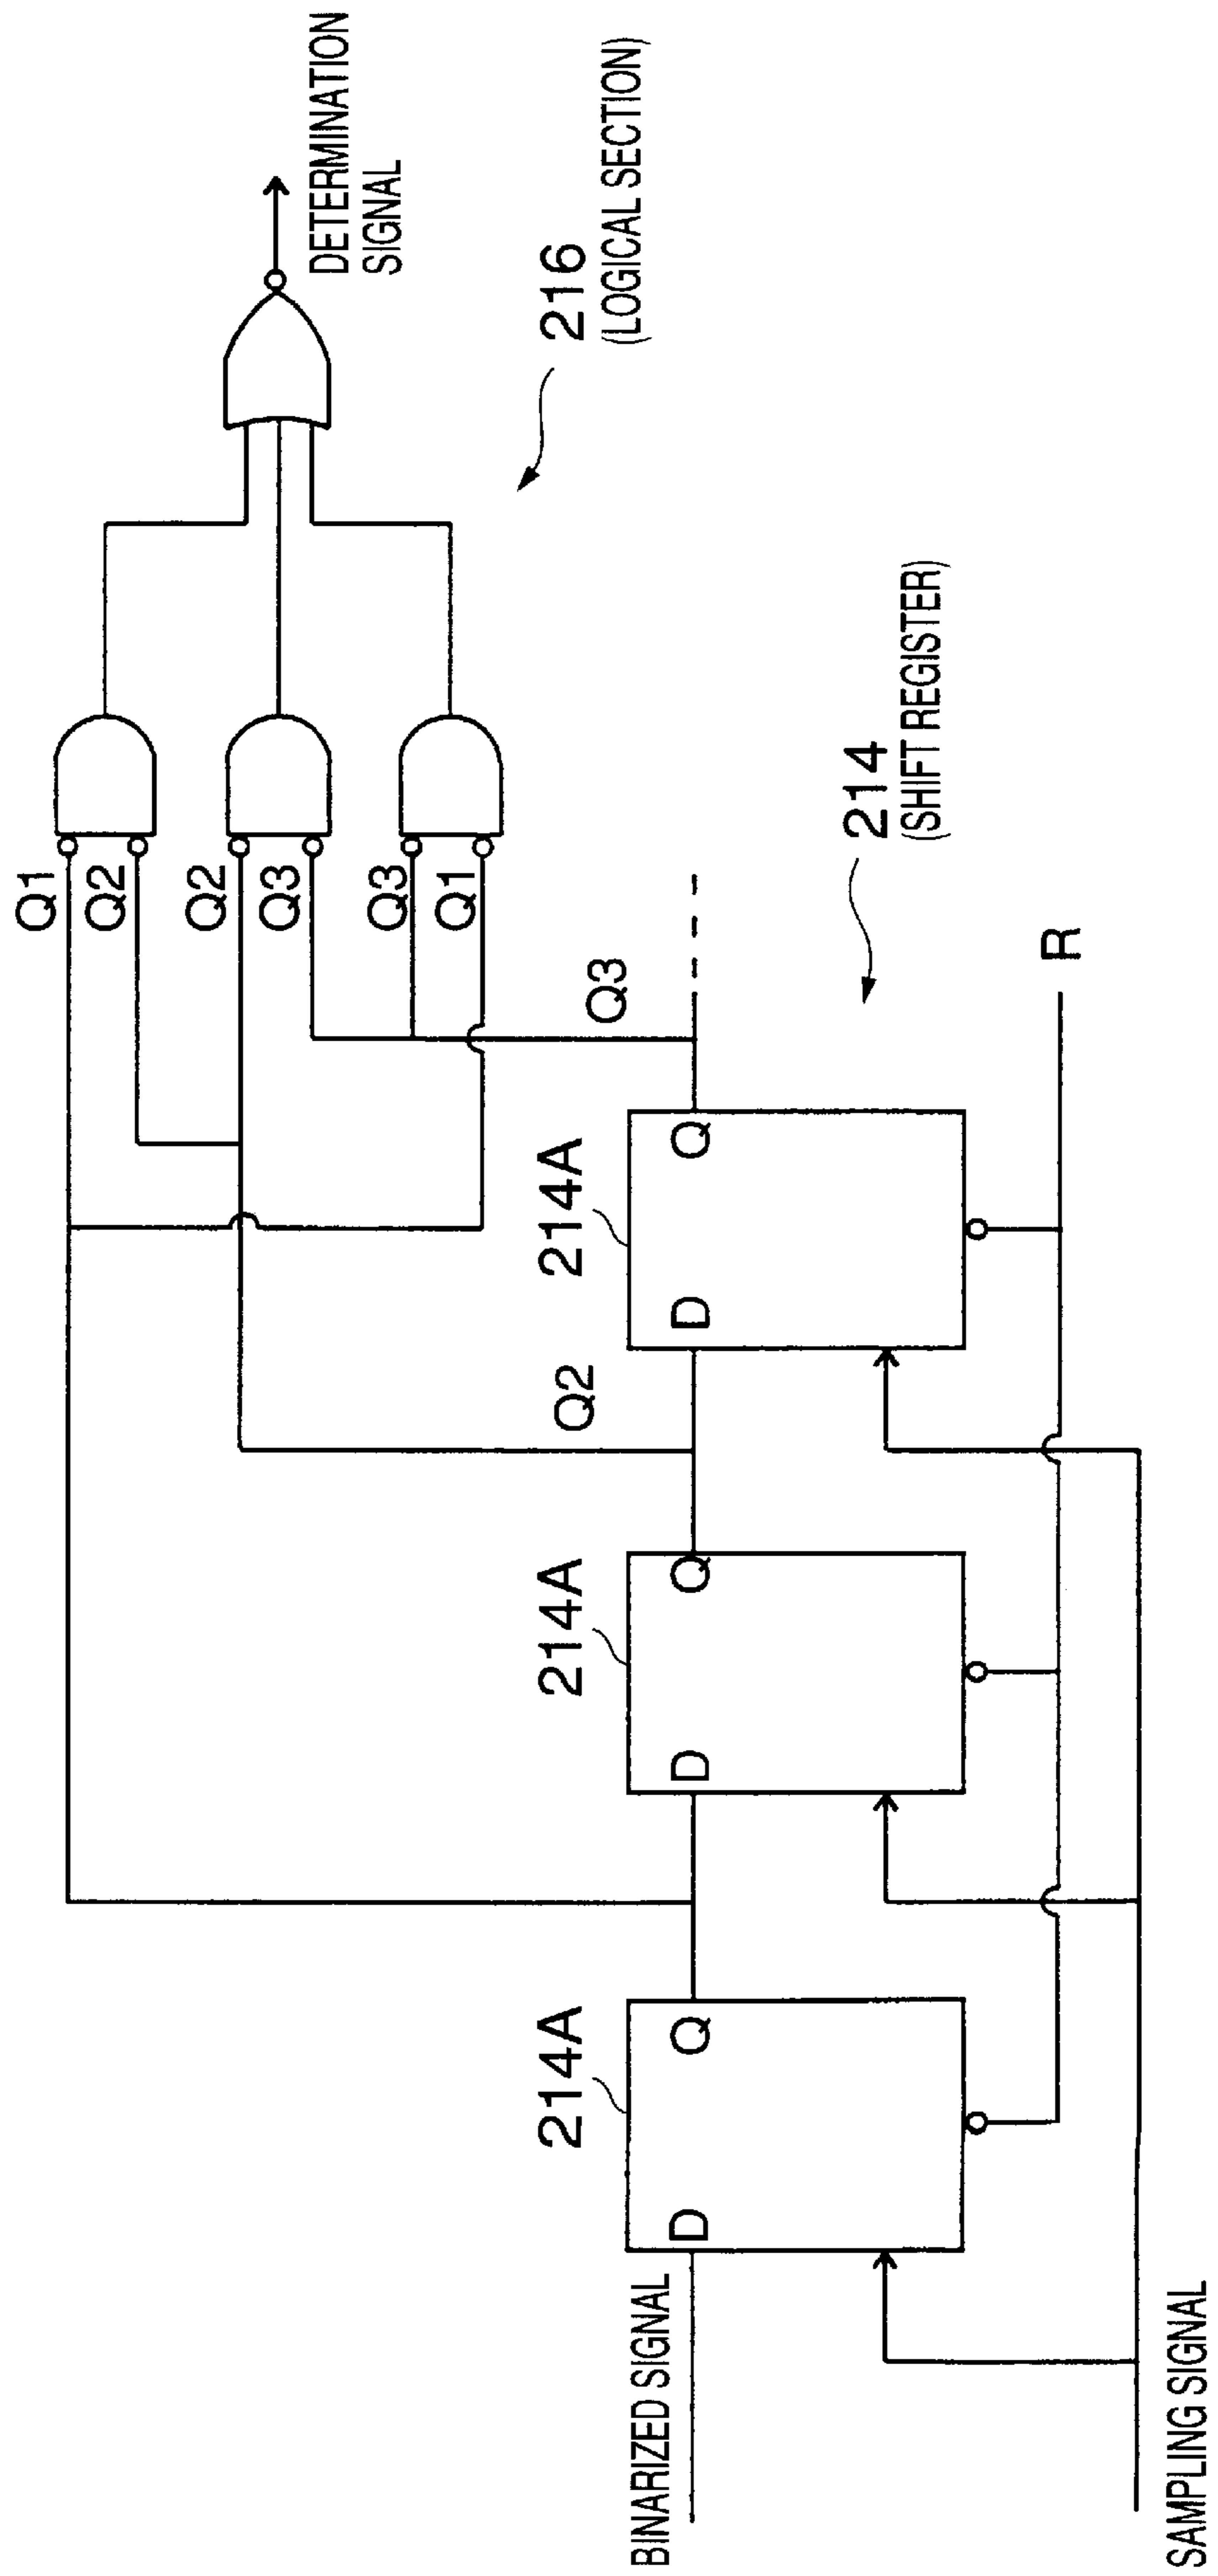 Q1
Q2
Q2
Q3
Q3
Q1
DETERMINATION
SIGNAL
216
(LOGICAL SECTION)
Q2
Q3
214A
214A
214A
214
(SHIFT REGISTER)
BINARIZED SIGNAL
D
Q
D
Q
D
Q
R
SAMPLING SIGNAL